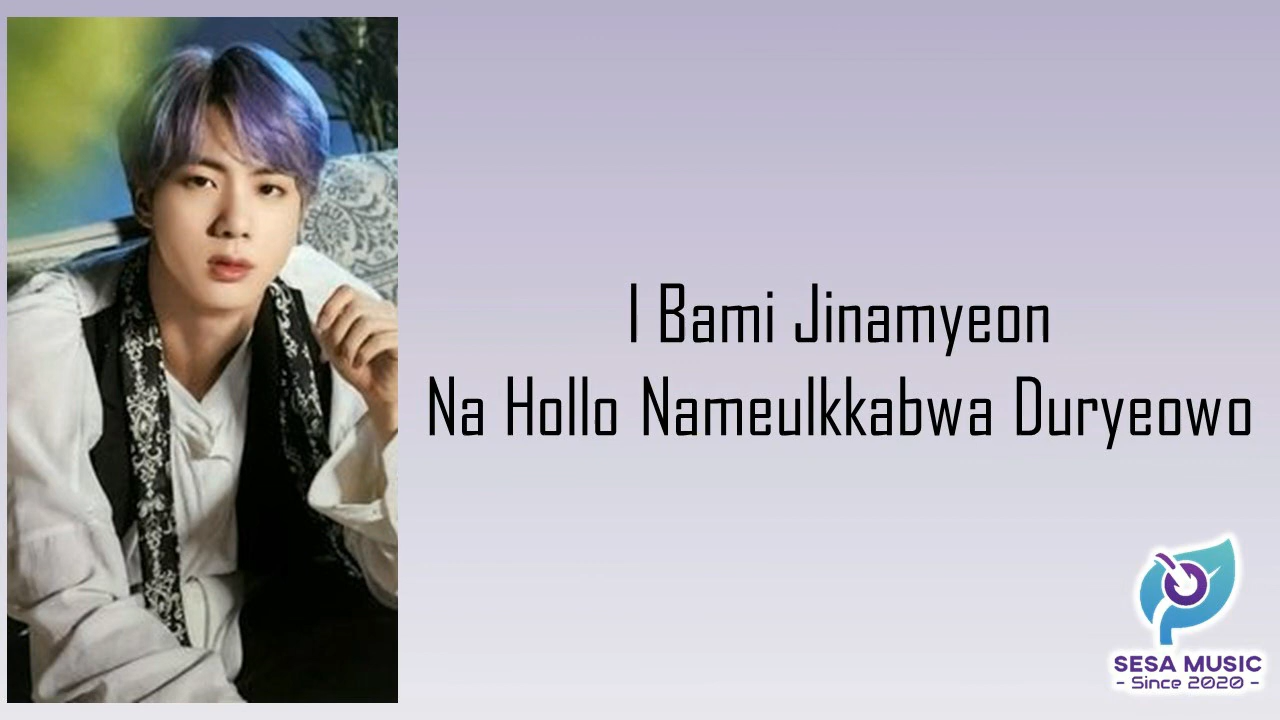 I Bami Jinamyeon
Na Hollo Nameulkkabwa Duryeowo
SESA MUSIC
- Since 2020 -